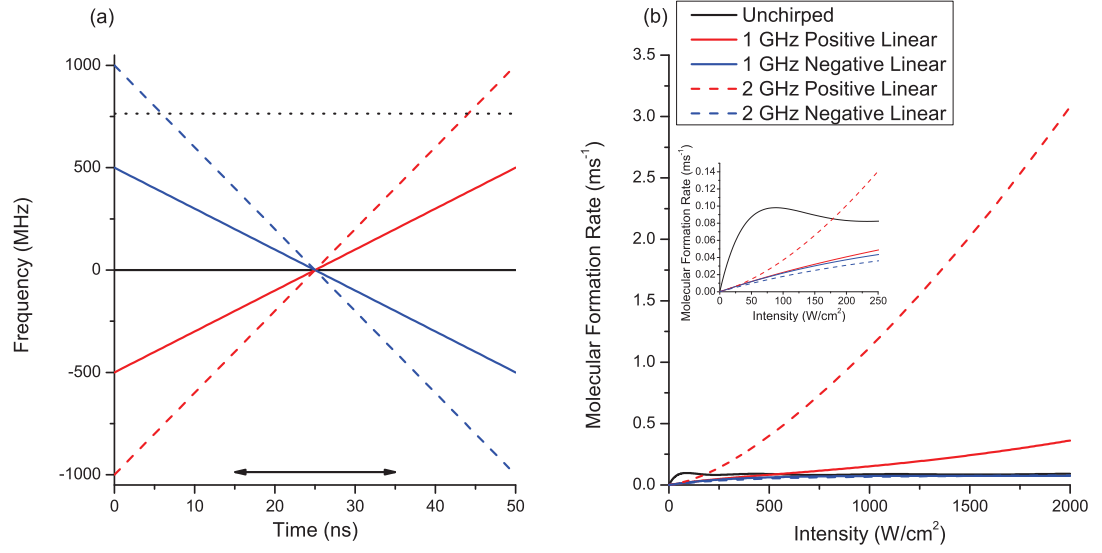 (a)
1000
500
0
-500
-1000
Frequency (MHz)
0
10
20
30
40
50
Time (ns)
(b)
Unchirped
1 GHz Positive Linear
1 GHz Negative Linear
2 GHz Positive Linear
2 GHz Negative Linear
3.5
3.0
2.5
2.0
1.5
1.0
0.5
0.0
Molecular Formation Rate (ms⁻¹)
0
500
1000
1500
2000
Intensity (W/cm²)
0.14
0.12
0.10
0.08
0.06
0.04
0.02
0.00
Molecular Formation Rate (ms⁻¹)
0
50
100
150
200
250
Intensity (W/cm²)